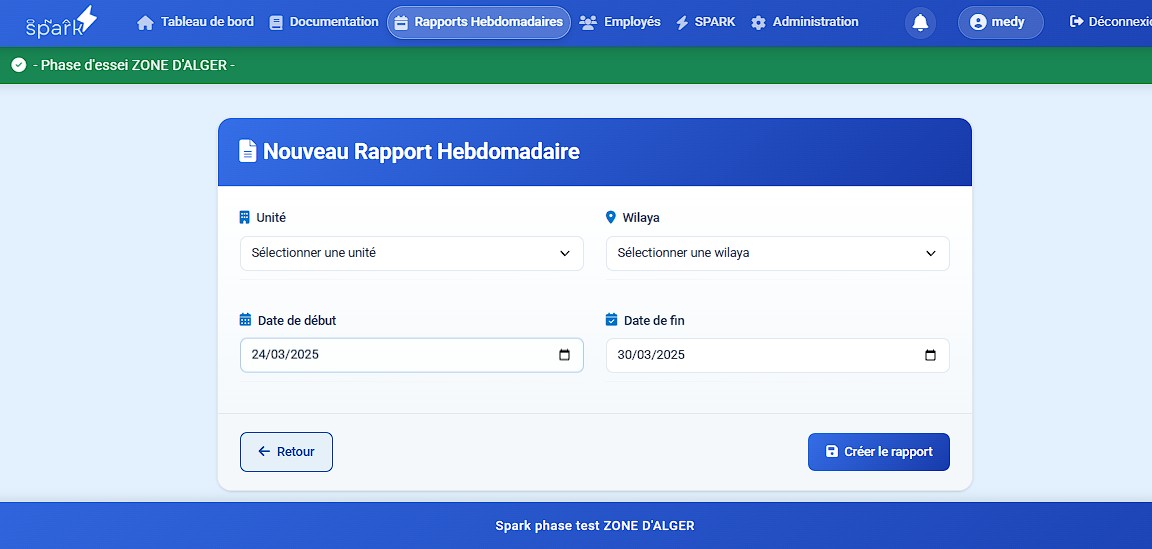 spark
Tableau de bord Documentation Rapports Hebdomadaires Employés SPARK Administration medy Déconnexio
- Phase d'essei ZONE D'ALGER -
Nouveau Rapport Hebdomadaire
Unité Wilaya
Sélectionner une unité Sélectionner une wilaya
Date de début Date de fin
24/03/2025 30/03/2025
Retour Créer le rapport
Spark phase test ZONE D'ALGER